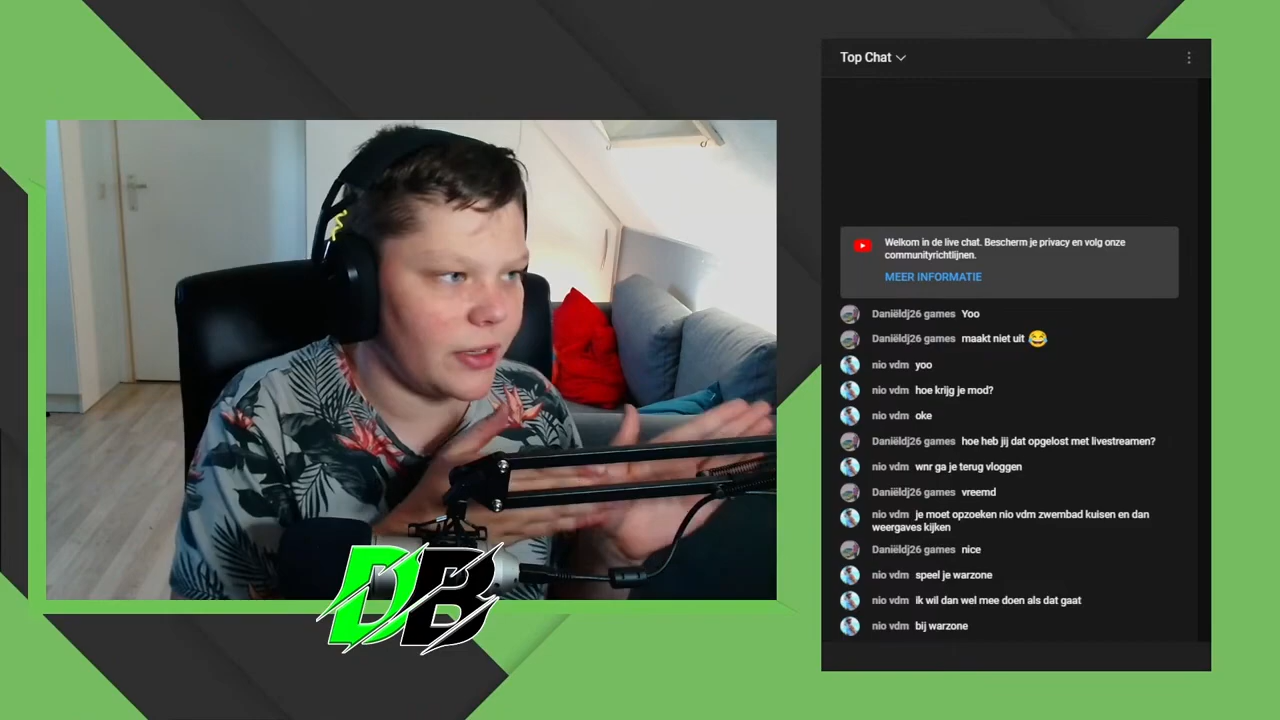 Top Chat
Welkom in de live chat. Bescherm je privacy en volg onze
communityrichtlijnen.
MEER INFORMATIE
Daniëldj26 games Yoo
Daniëldj26 games maakt niet uit 😂
nio vdm yoo
nio vdm hoe krijg je mod?
nio vdm oke
Daniëldj26 games hoe heb jij dat opgelost met livestreamen?
nio vdm wnr ga je terug vloggen
Daniëldj26 games vreemd
nio vdm je moet opzoeken nio vdm zwembad kuisen en dan
weergaves kijken
Daniëldj26 games nice
nio vdm speel je warzone
nio vdm ik wil dan wel mee doen als dat gaat
nio vdm bij warzone
DB